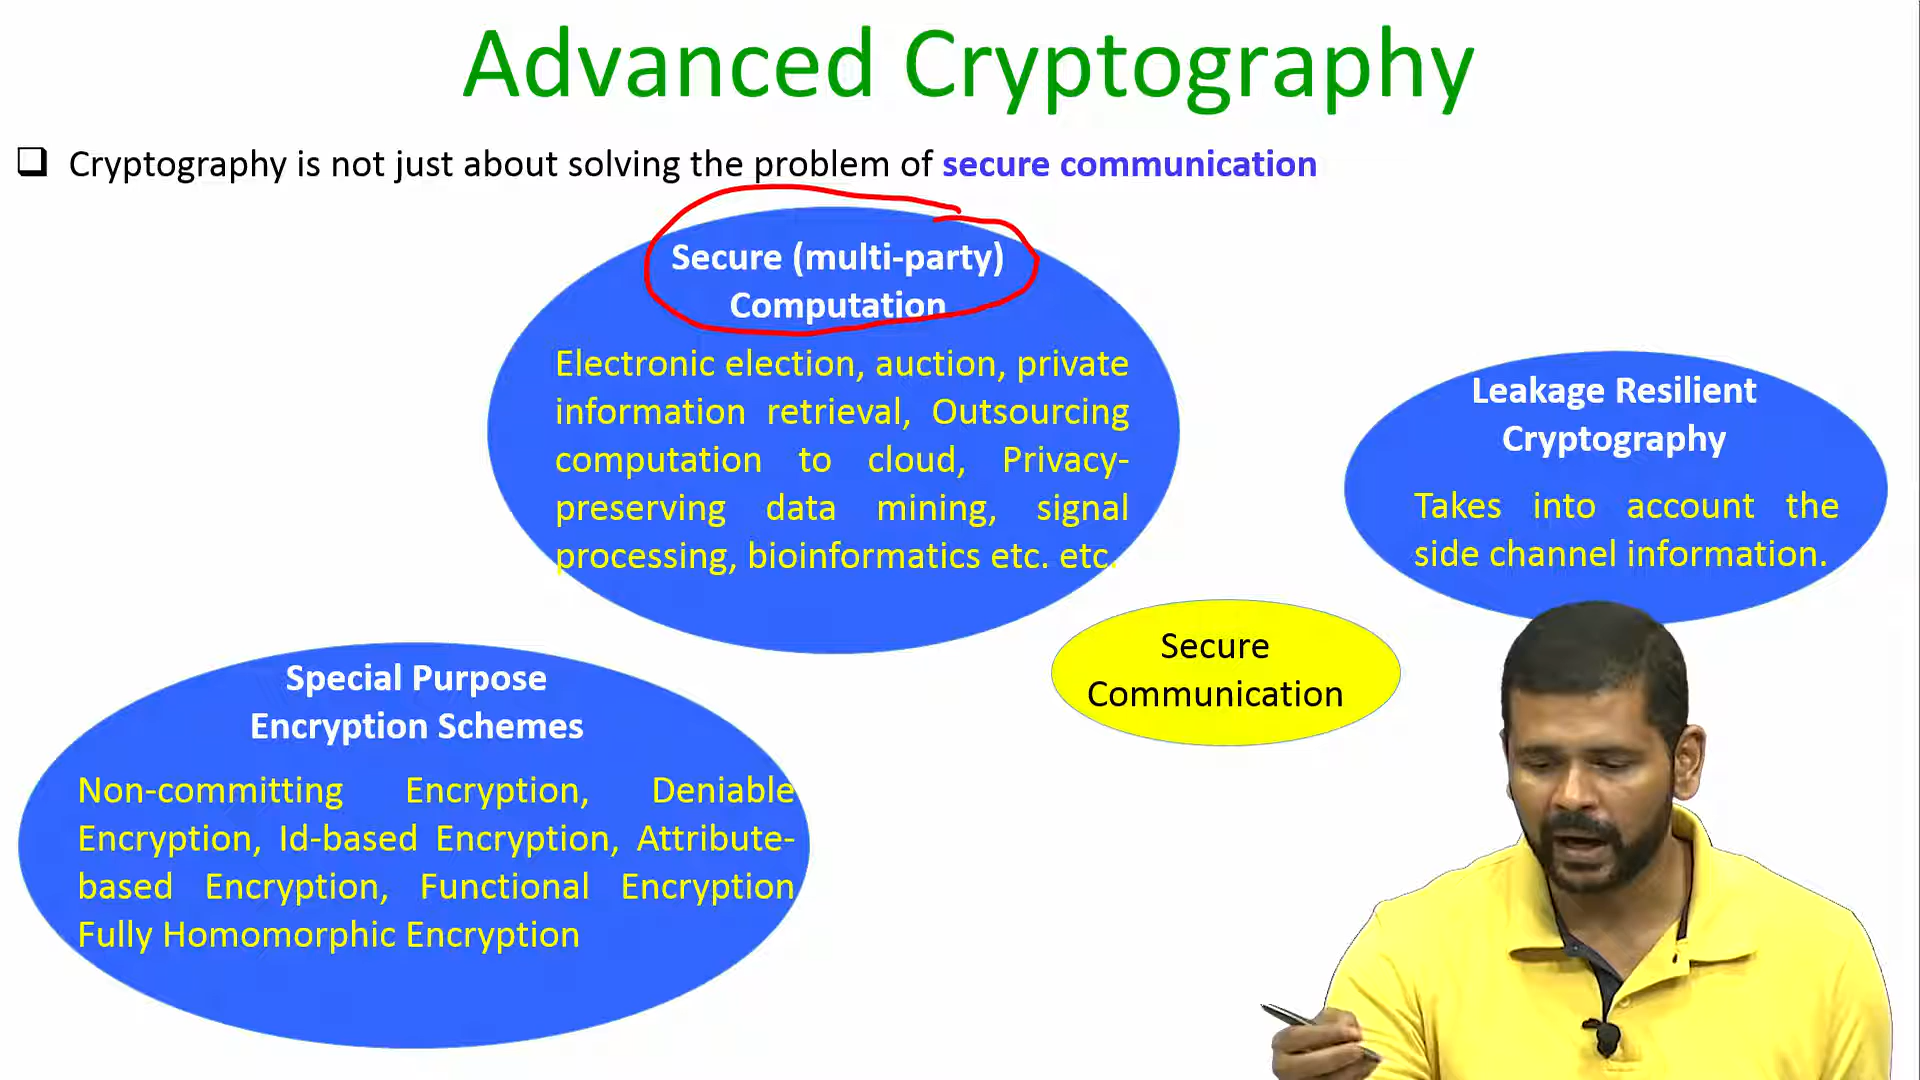 Advanced Cryptography
Cryptography is not just about solving the problem of secure communication
Secure (multi-party)
Computation
Electronic election, auction, private
information retrieval, Outsourcing
computation to cloud, Privacy-
preserving data mining, signal
processing, bioinformatics etc. etc.
Leakage Resilient
Cryptography
Takes into account the
side channel information.
Secure
Communication
Special Purpose
Encryption Schemes
Non-committing Encryption, Deniable
Encryption, Id-based Encryption, Attribute-
based Encryption, Functional Encryption
Fully Homomorphic Encryption